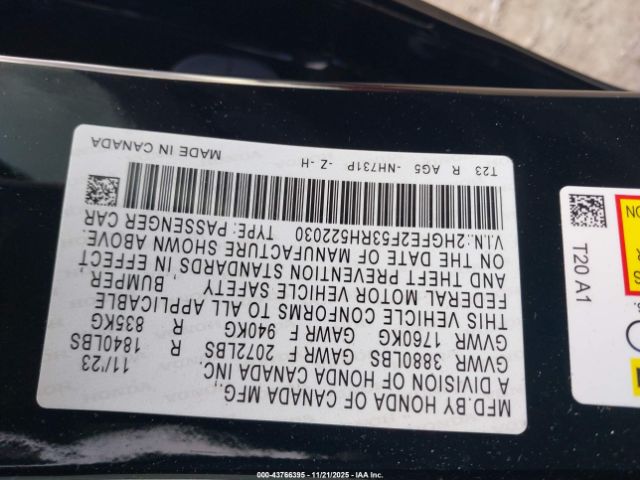 MFD.BY HONDA OF CANADA MFG.,
A DIVISION OF HONDA CANADA INC. 11/'23
GVWR 3880LBS GAWR F 2072LBS R 1840LBS
GVWR 1760KG GAWR F 940KG R 835KG
THIS VEHICLE CONFORMS TO ALL APPLICABLE
FEDERAL MOTOR VEHICLE SAFETY, BUMPER,
AND THEFT PREVENTION STANDARDS IN EFFECT
ON THE DATE OF MANUFACTURE SHOWN ABOVE.
V.I.N: 2HGFE2F53RH522030 TYPE: PASSENGER CAR
T23 R AG5 -NH731P -Z -H MADE IN CANADA
T20 A1
000-43766395 - 11/21/2025 - IAA Inc.